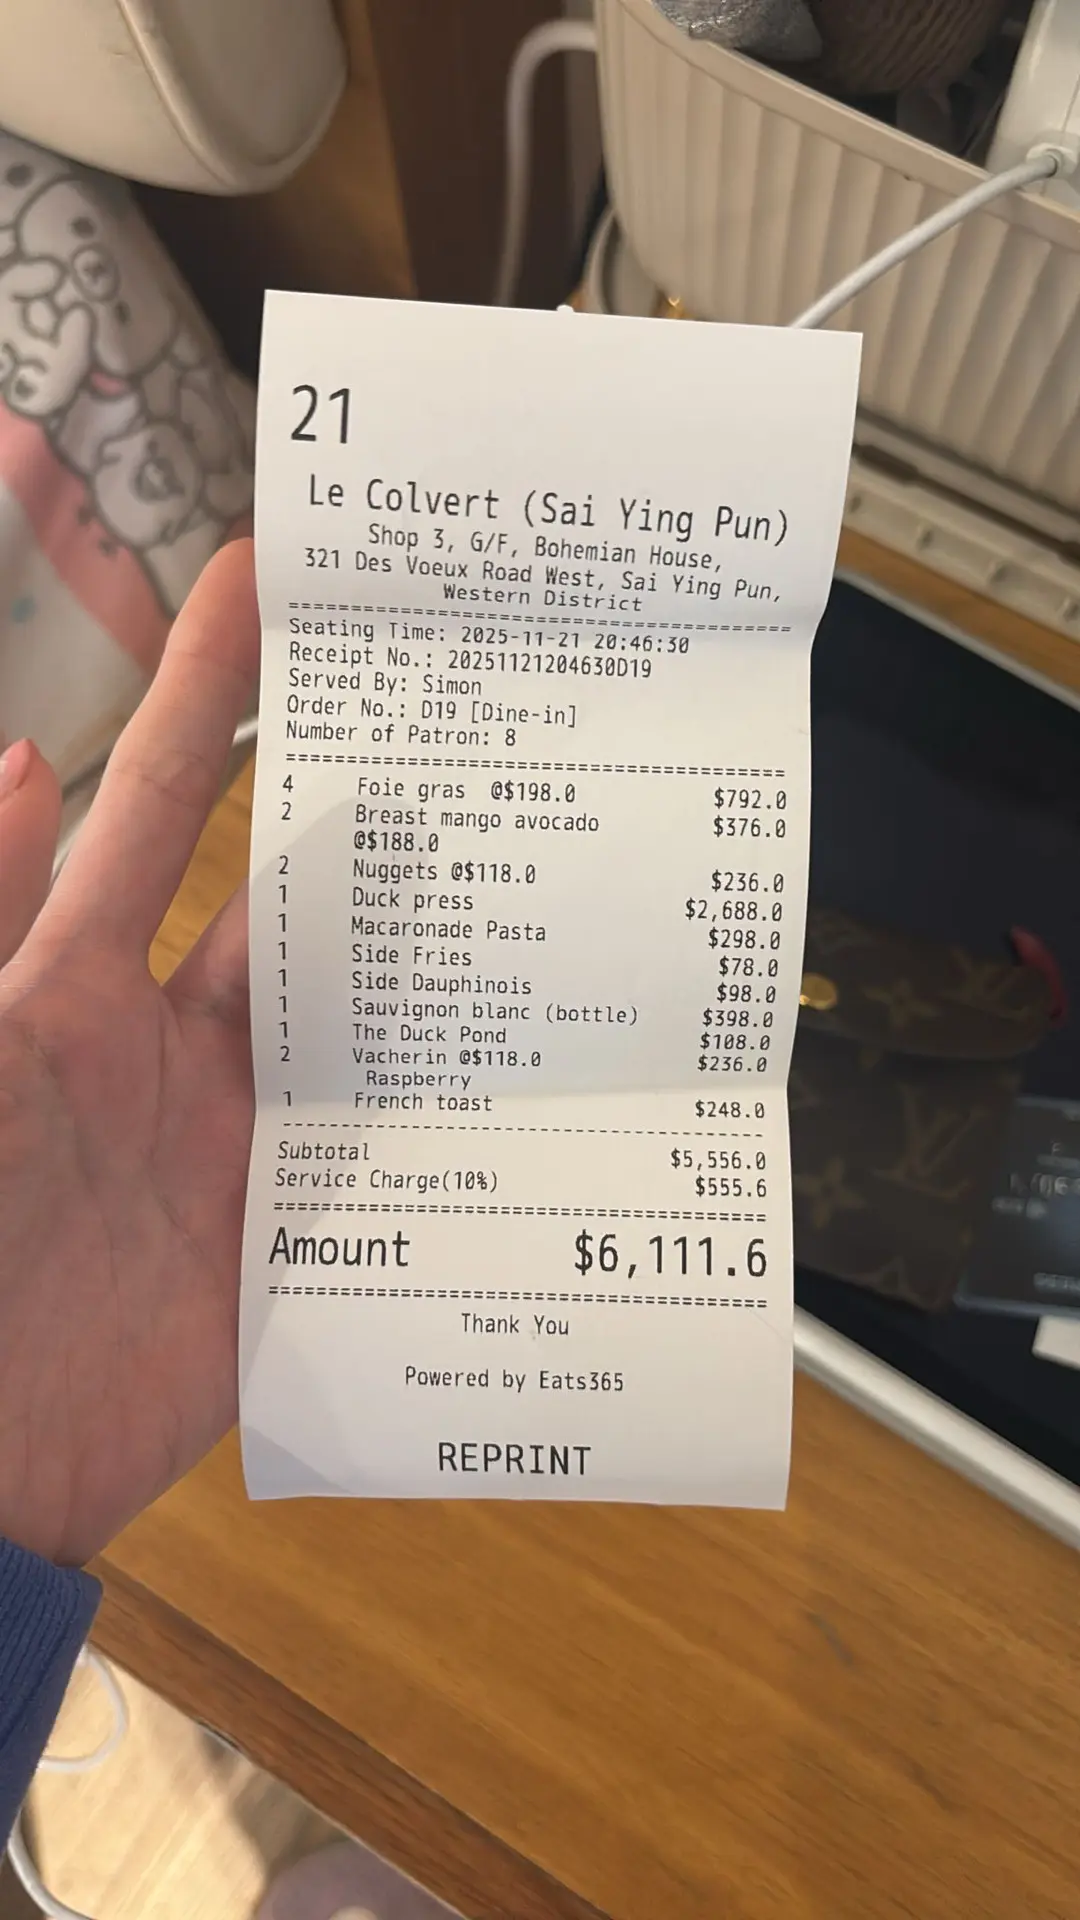 21
Le Colvert (Sai Ying Pun)
Shop 3, G/F, Bohemian House,
321 Des Voeux Road West, Sai Ying Pun,
Western District
========================================
Seating Time: 2025-11-21 20:46:30
Receipt No.: 20251121204630D19
Served By: Simon
Order No.: D19 [Dine-in]
Number of Patron: 8
========================================
4 Foie gras @$198.0 $792.0
2 Breast mango avocado $376.0
@$188.0
2 Nuggets @$118.0 $236.0
1 Duck press $2,688.0
1 Macaronade Pasta $298.0
1 Side Fries $78.0
1 Side Dauphinois $98.0
1 Sauvignon blanc (bottle) $398.0
1 The Duck Pond $108.0
2 Vacherin @$118.0 $236.0
Raspberry
1 French toast $248.0
----------------------------------------
Subtotal $5,556.0
Service Charge(10%) $555.6
========================================
Amount $6,111.6
========================================
Thank You
Powered by Eats365
REPRINT